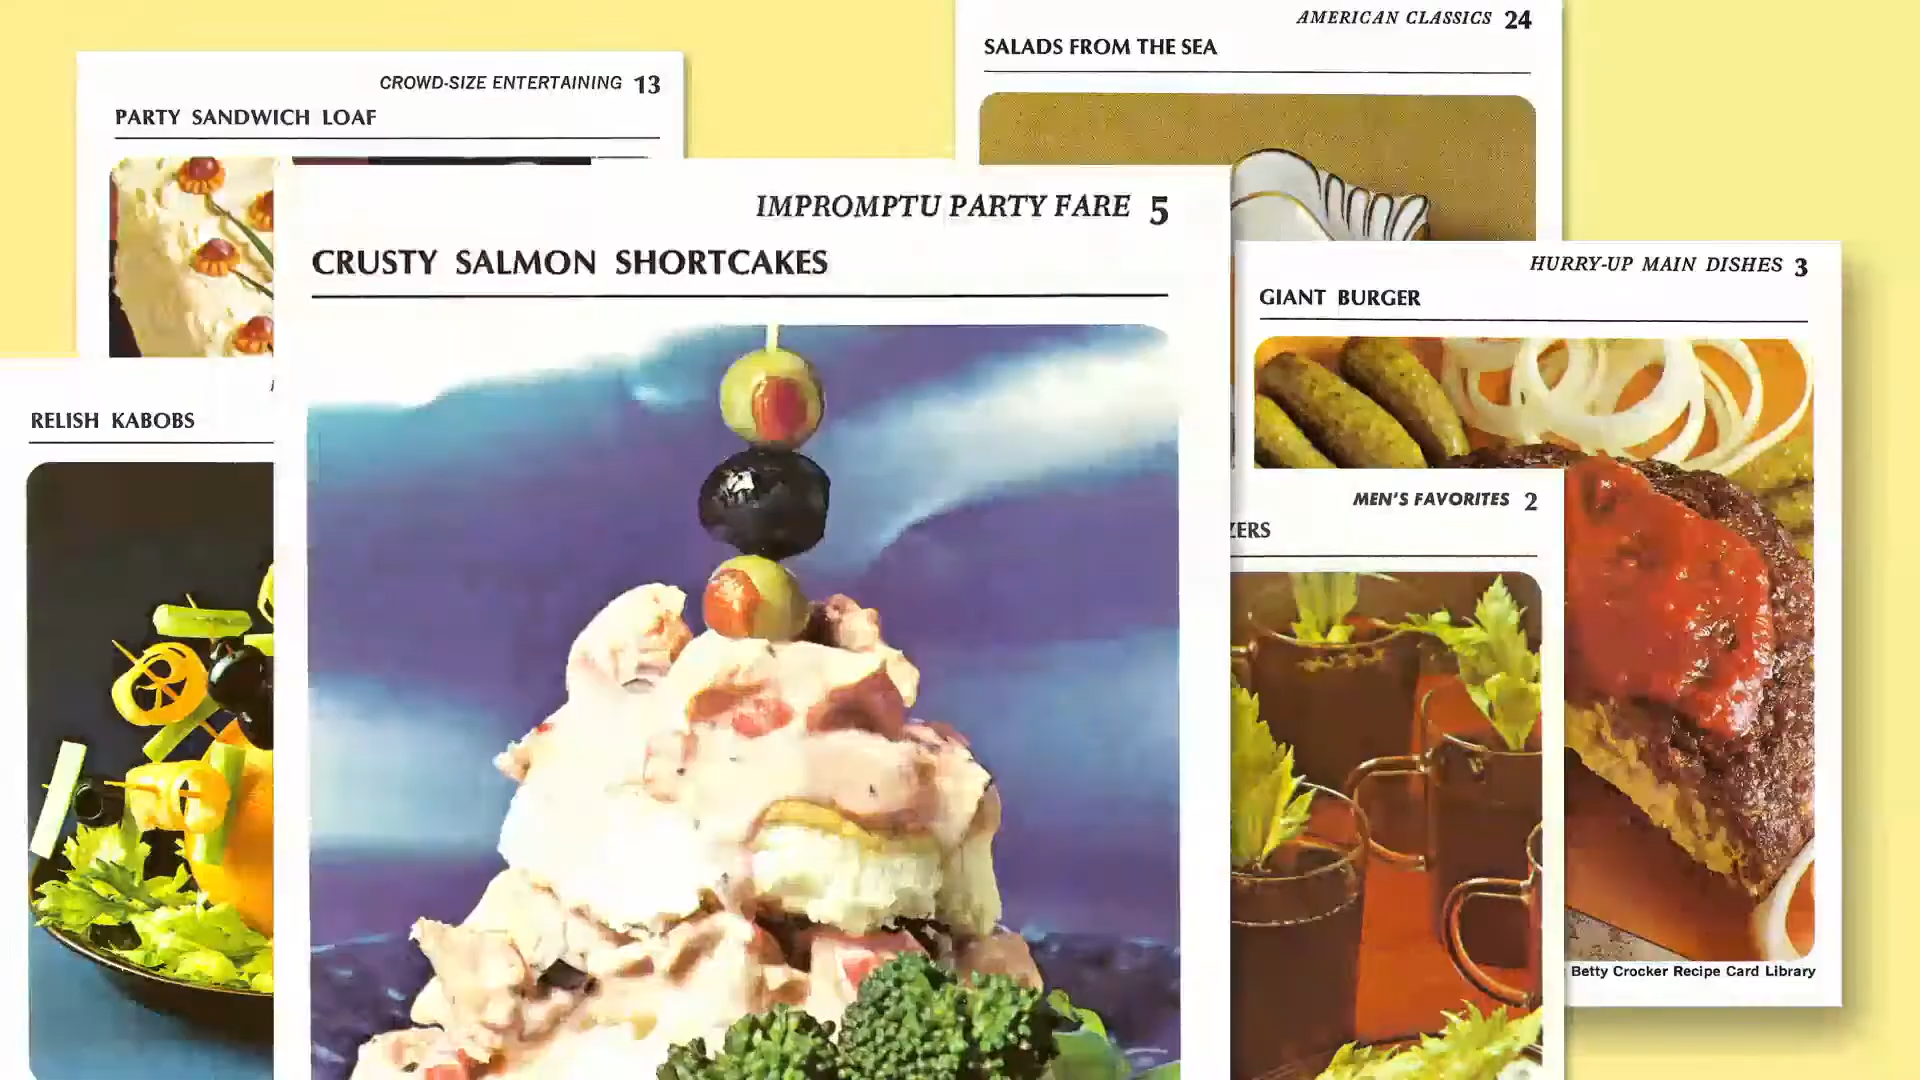 AMERICAN CLASSICS 24
SALADS FROM THE SEA
CROWD-SIZE ENTERTAINING 13
PARTY SANDWICH LOAF
IMPROMPTU PARTY FARE 5
CRUSTY SALMON SHORTCAKES
HURRY-UP MAIN DISHES 3
GIANT BURGER
RELISH KABOBS
MEN'S FAVORITES 2
ZERS
Betty Crocker Recipe Card Library